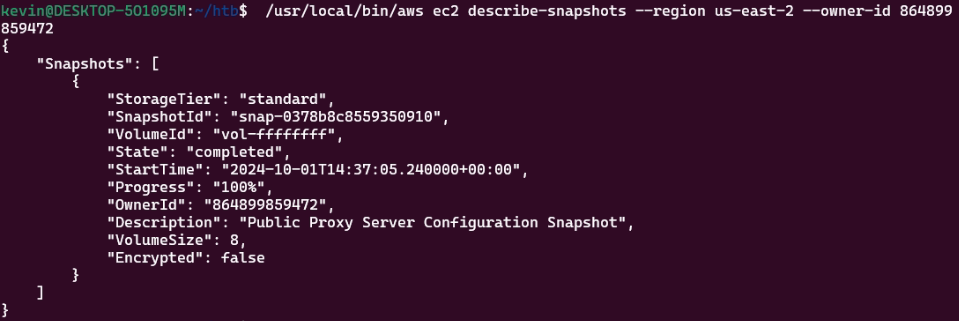 kevin@DESKTOP-5O1095M:~/htb$  /usr/local/bin/aws ec2 describe-snapshots --region us-east-2 --owner-id 864899
859472
{
    "Snapshots": [
        {
            "StorageTier": "standard",
            "SnapshotId": "snap-0378b8c8559350910",
            "VolumeId": "vol-ffffffff",
            "State": "completed",
            "StartTime": "2024-10-01T14:37:05.240000+00:00",
            "Progress": "100%",
            "OwnerId": "864899859472",
            "Description": "Public Proxy Server Configuration Snapshot",
            "VolumeSize": 8,
            "Encrypted": false
        }
    ]
}